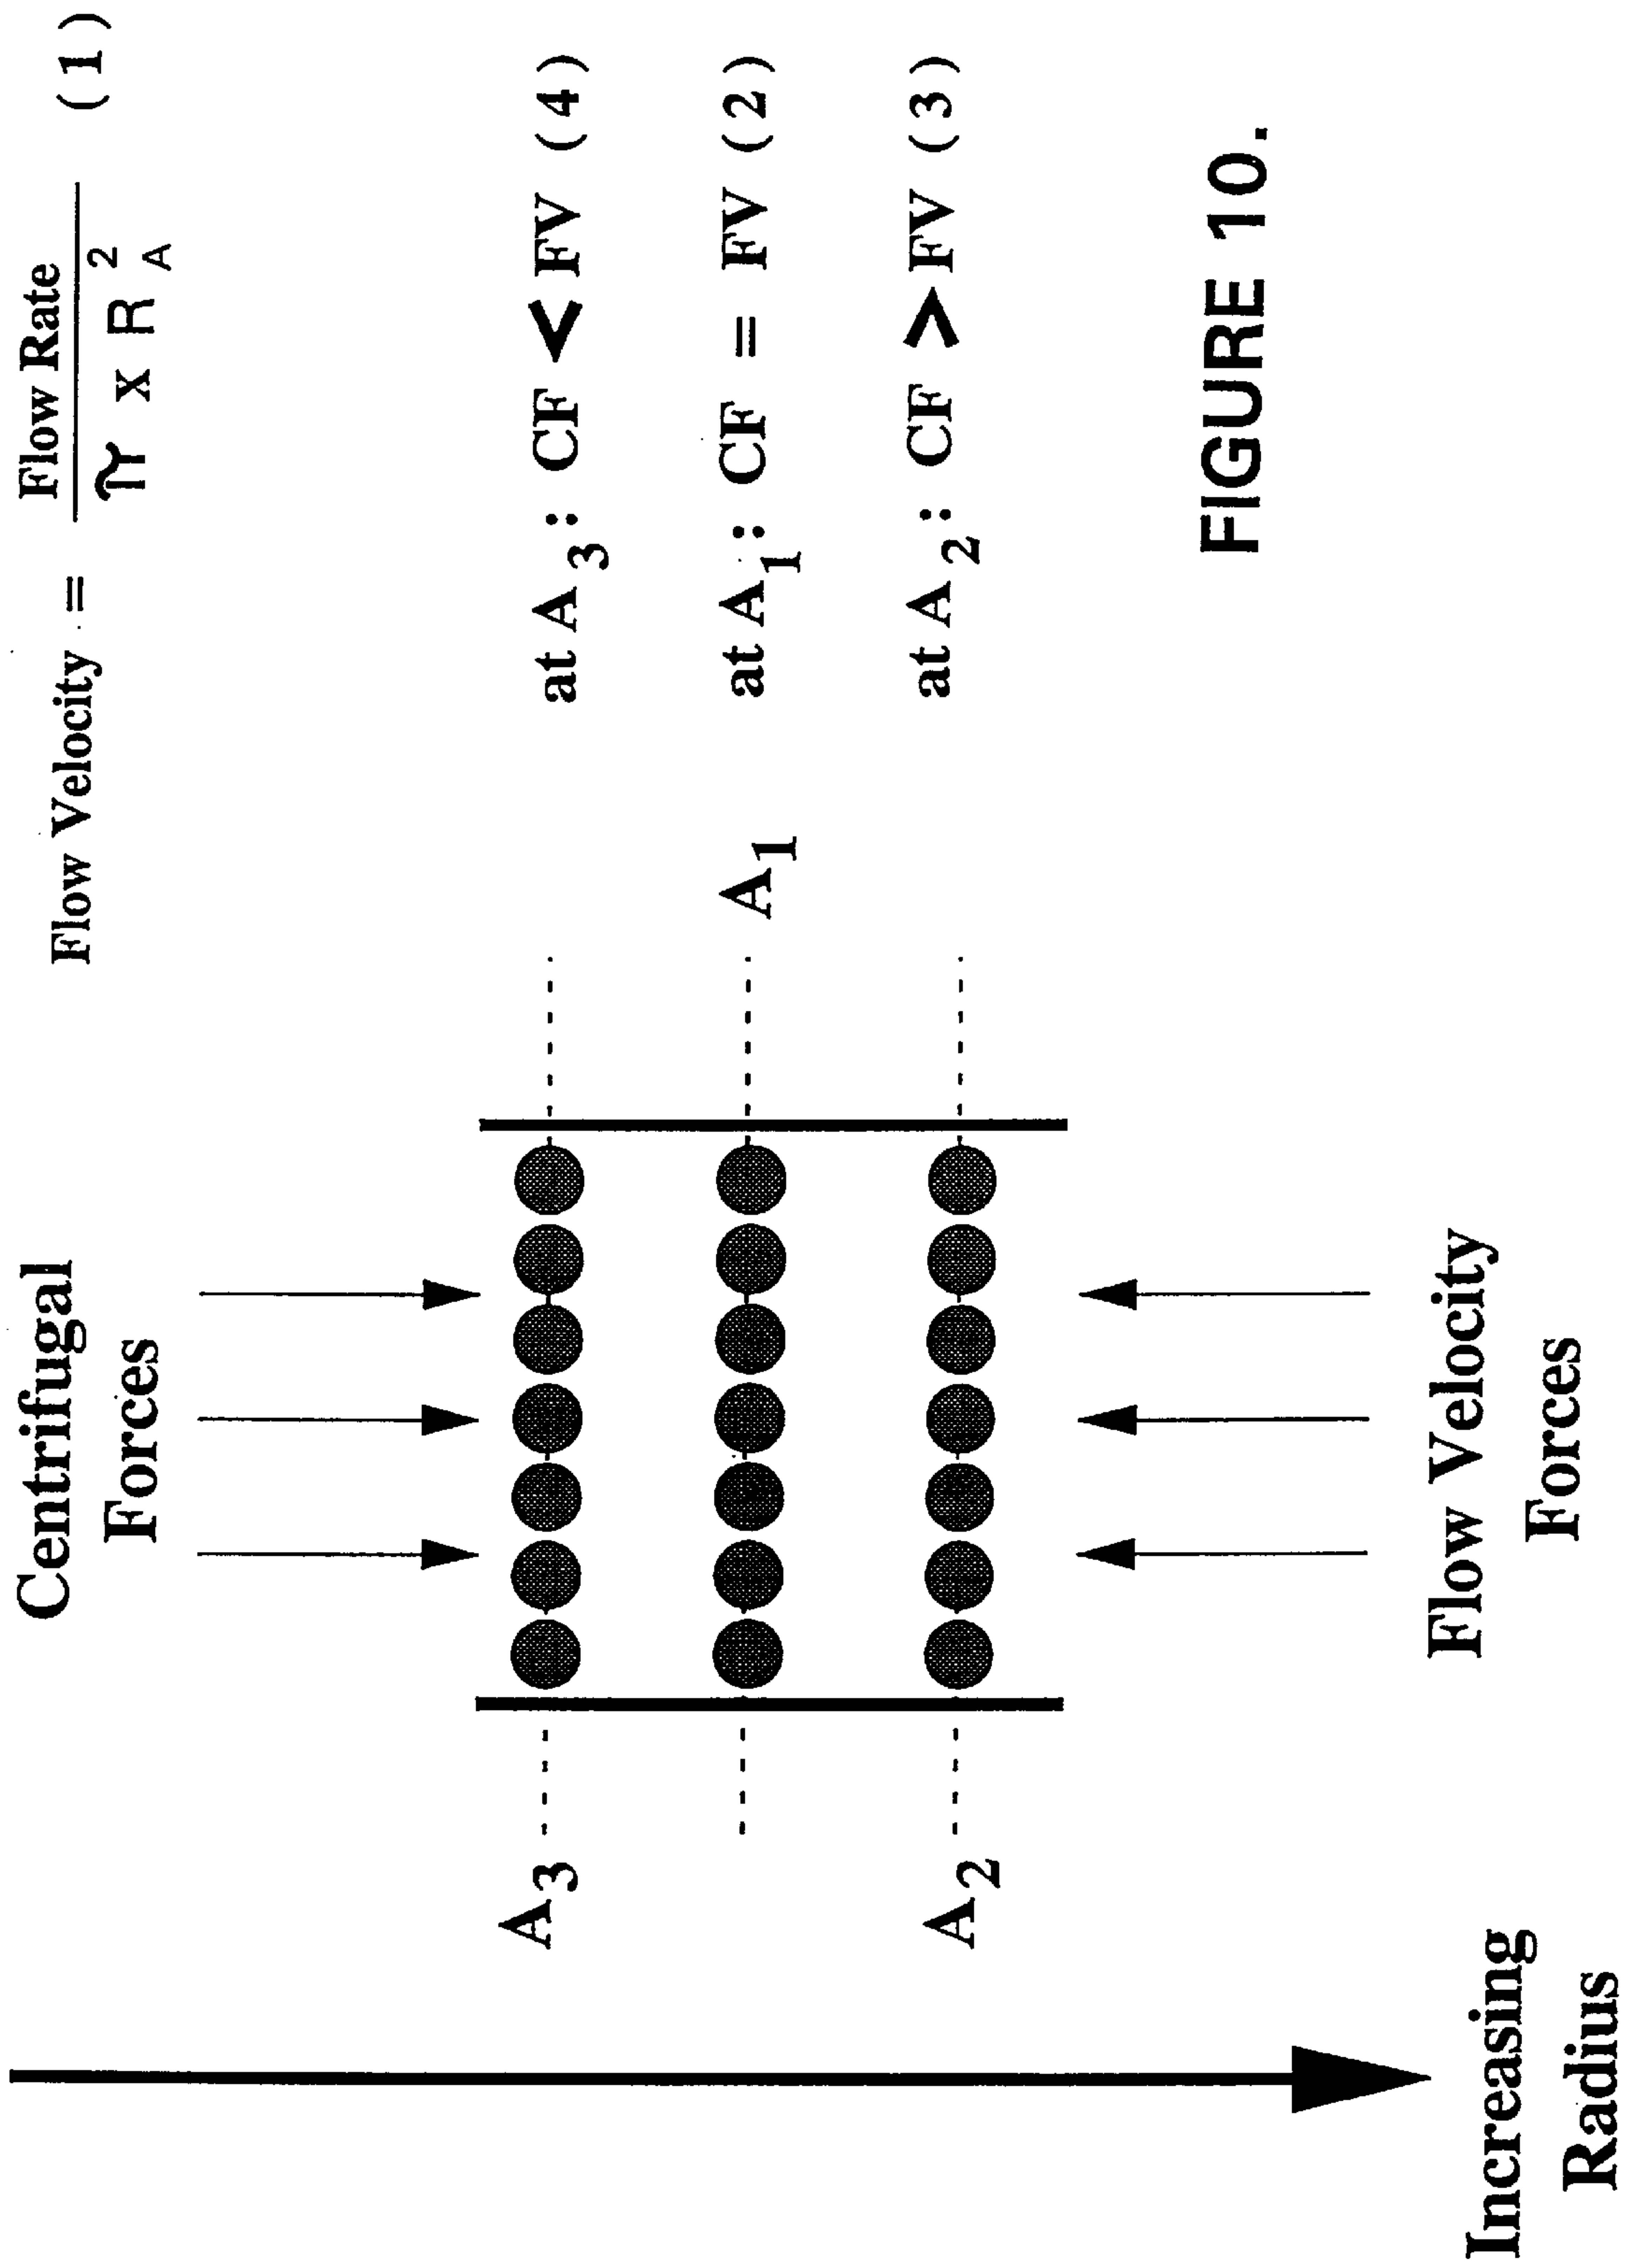 Centrifugal
Forces
Flow Velocity = Flow Rate / π x R_A^2 (1)
A3
at A3: CF < FV (4)
A1
at A1: CF = FV (2)
A2
at A2: CF > FV (3)
Flow Velocity
Forces
Increasing
Radius
FIGURE 10.